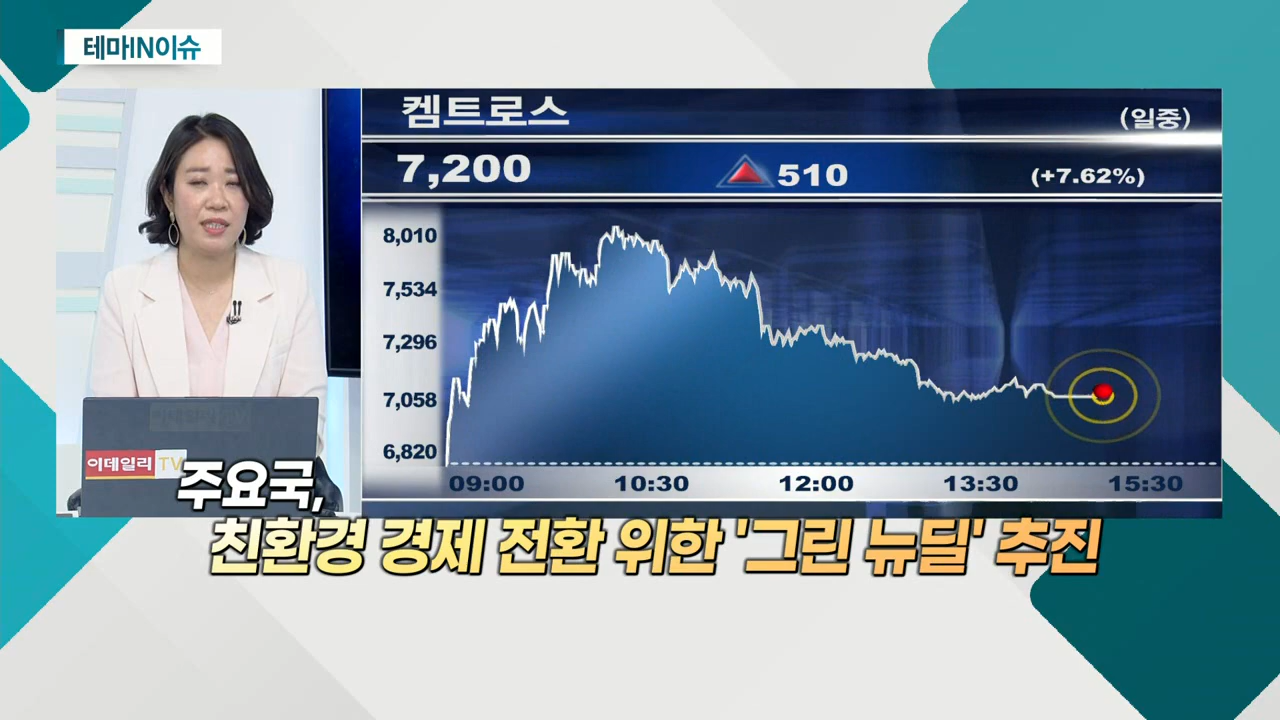 테마IN이슈
켐트로스
(일중)
7,200
510
(+7.62%)
8,010
7,534
7,296
7,058
6,820
09:00
10:30
12:00
13:30
15:30
이데일리 TV
주요국,
친환경 경제 전환 위한 '그린 뉴딜' 추진